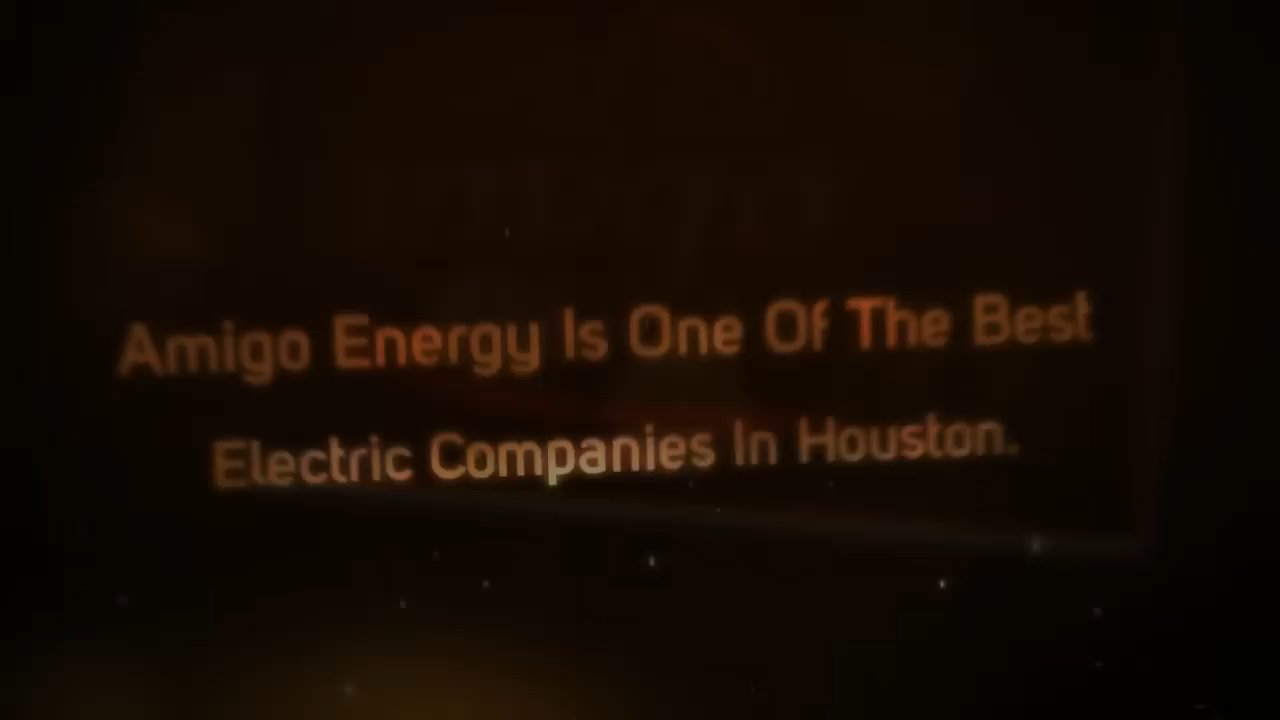 Amigo Energy Is One Of The Best
Electric Companies In Houston.